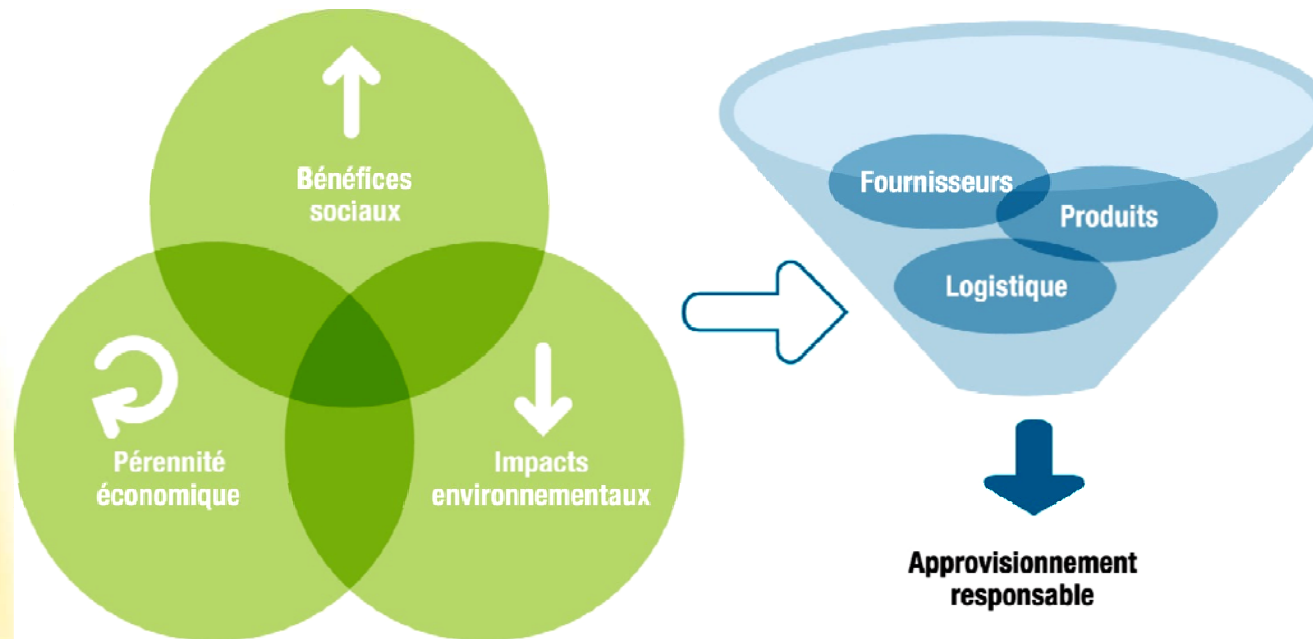 Bénéfices
sociaux
Pérennité
économique
Impacts
environnementaux
Fournisseurs
Produits
Logistique
Approvisionnement
responsable